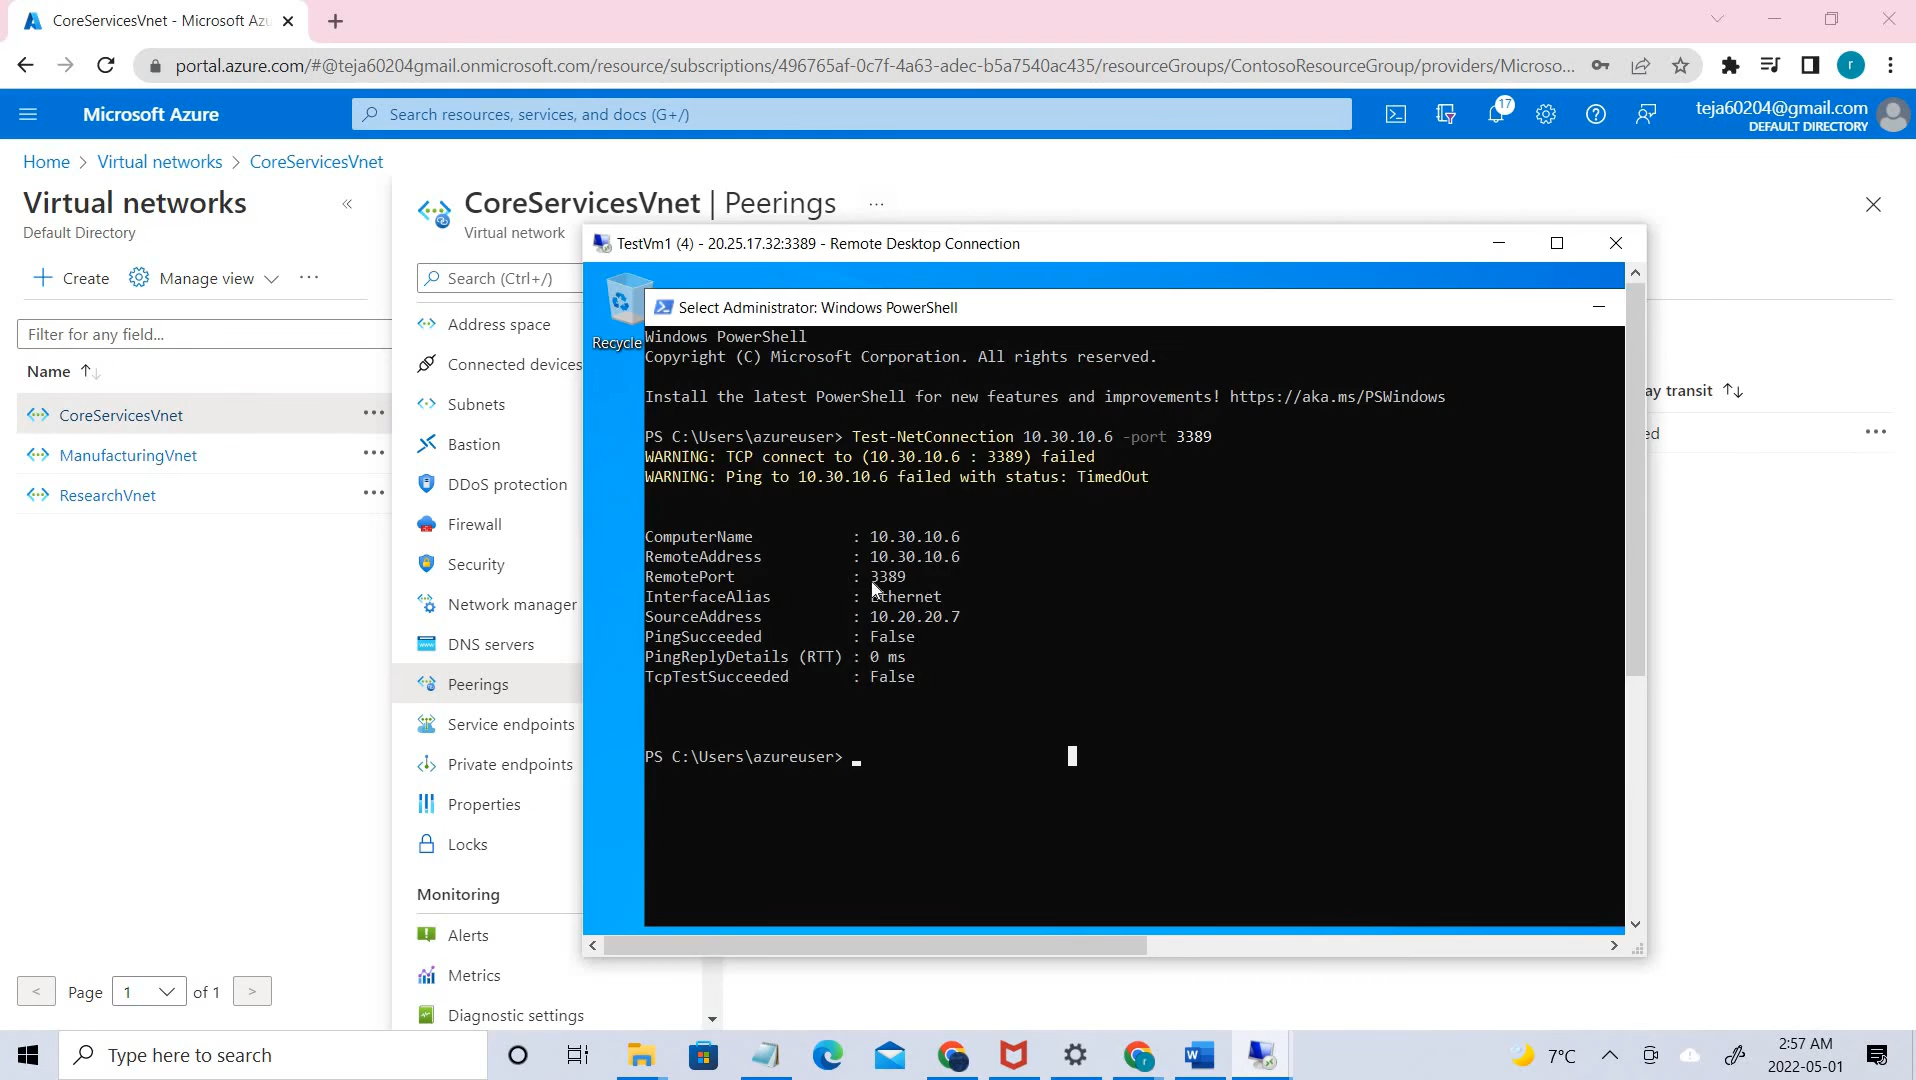 CoreServicesVnet - Microsoft Azu
portal.azure.com/#@teja60204gmail.onmicrosoft.com/resource/subscriptions/496765af-0c7f-4a63-adec-b5a7540ac435/resourceGroups/ContosoResourceGroup/providers/Microso...
r
Microsoft Azure
Search resources, services, and docs (G+/)
17
teja60204@gmail.com
DEFAULT DIRECTORY
Home > Virtual networks > CoreServicesVnet
Virtual networks
Default Directory
Create
Manage view
Filter for any field...
Name
CoreServicesVnet
ManufacturingVnet
ResearchVnet
Page 1 of 1
CoreServicesVnet | Peerings
Virtual network
Search (Ctrl+/)
Address space
Connected devices
Subnets
Bastion
DDoS protection
Firewall
Security
Network manager
DNS servers
Peerings
Service endpoints
Private endpoints
Properties
Locks
Monitoring
Alerts
Metrics
Diagnostic settings
ay transit
ed
TestVm1 (4) - 20.25.17.32:3389 - Remote Desktop Connection
Recycle
Select Administrator: Windows PowerShell
Windows PowerShell
Copyright (C) Microsoft Corporation. All rights reserved.
Install the latest PowerShell for new features and improvements! https://aka.ms/PSWindows
PS C:\Users\azureuser> Test-NetConnection 10.30.10.6 -port 3389
WARNING: TCP connect to (10.30.10.6 : 3389) failed
WARNING: Ping to 10.30.10.6 failed with status: TimedOut
ComputerName : 10.30.10.6
RemoteAddress : 10.30.10.6
RemotePort : 3389
InterfaceAlias : Ethernet
SourceAddress : 10.20.20.7
PingSucceeded : False
PingReplyDetails (RTT) : 0 ms
TcpTestSucceeded : False
PS C:\Users\azureuser>
Type here to search
7°C
2:57 AM
2022-05-01